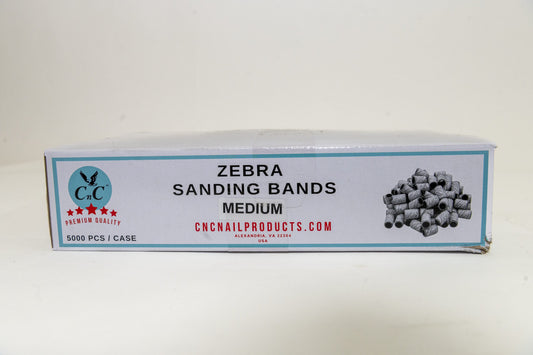 ZEBRA
SANDING BANDS
MEDIUM
CNCNAILPRODUCTS.COM
ALEXANDRIA, VA 22304
USA
CnC
PREMIUM QUALITY
5000 PCS / CASE